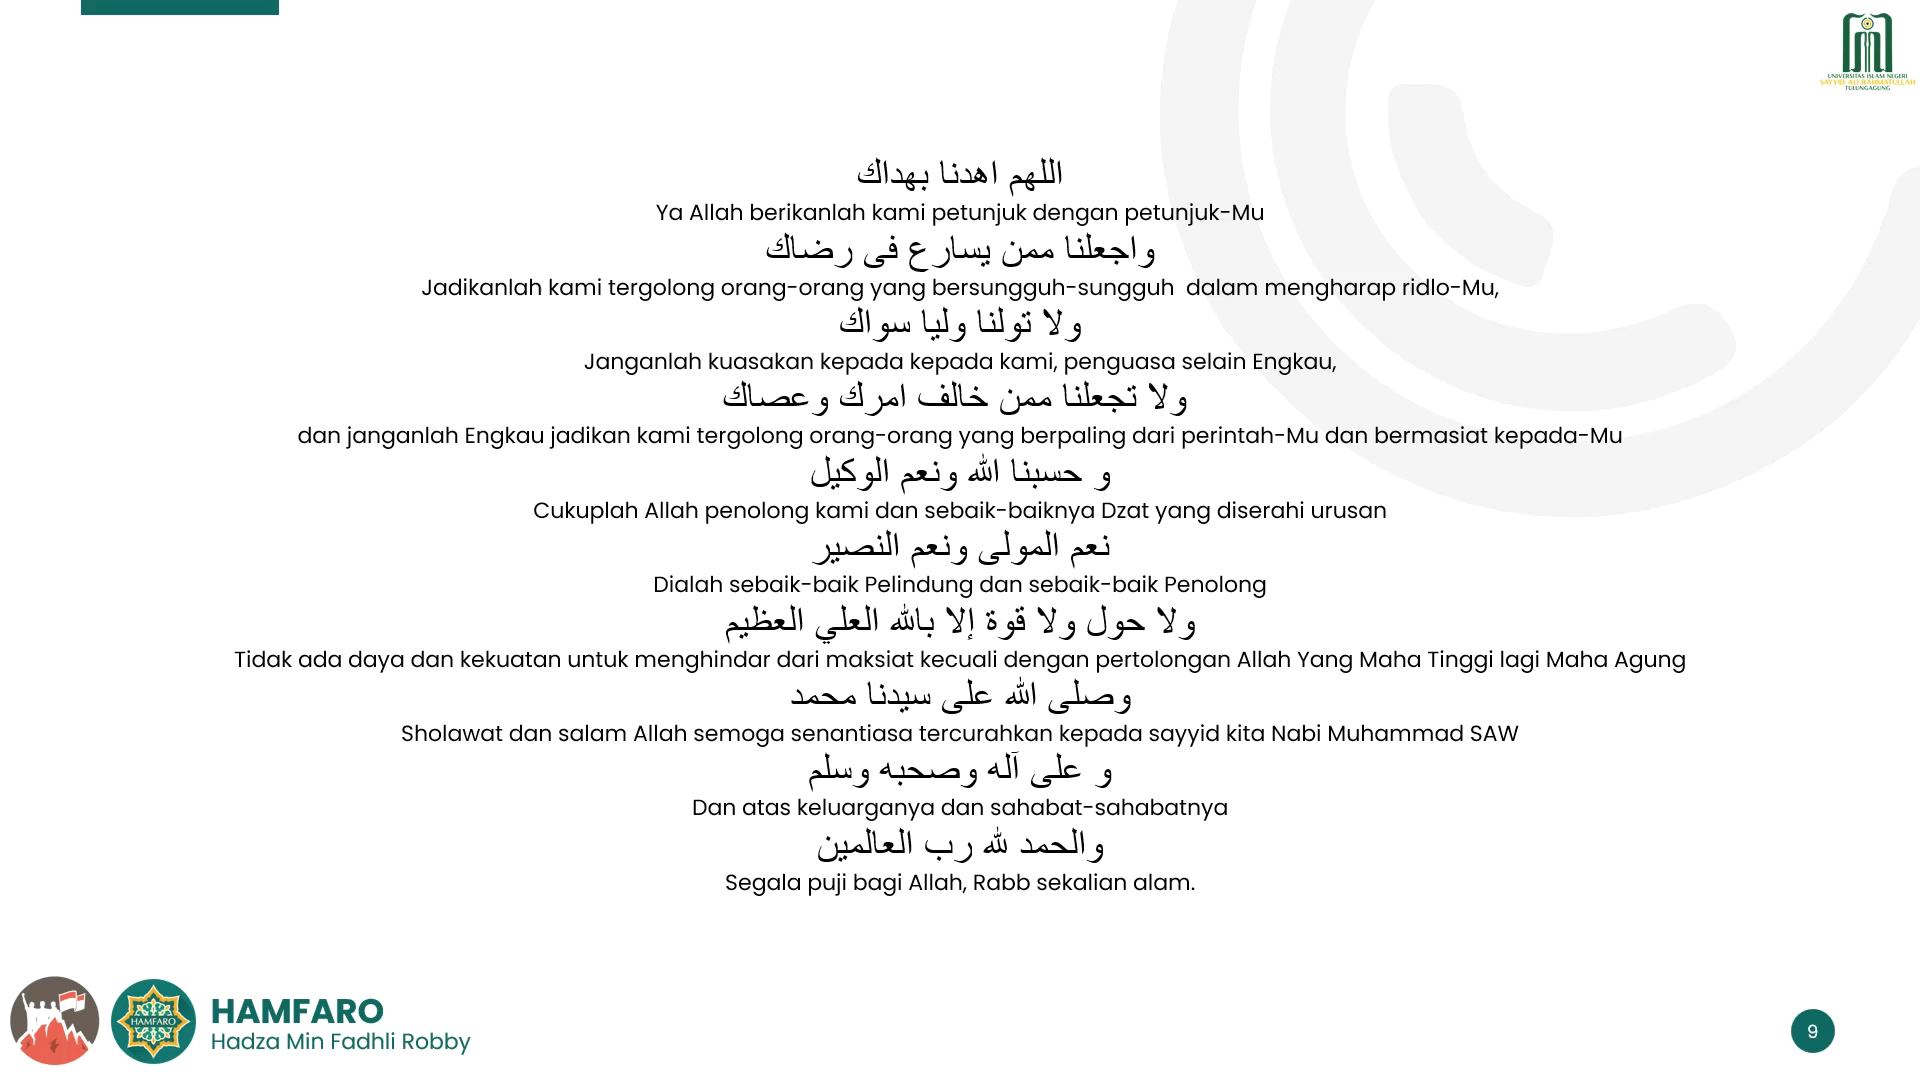 UNIVERSITAS ISLAM NEGERI
SAYYID ALI RAHMATULLAH
TULUNGAGUNG
اللهم اهدنا بهداك
Ya Allah berikanlah kami petunjuk dengan petunjuk-Mu
واجعلنا ممن يسارع فى رضاك
Jadikanlah kami tergolong orang-orang yang bersungguh-sungguh  dalam mengharap ridlo-Mu,
ولا تولنا وليا سواك
Janganlah kuasakan kepada kepada kami, penguasa selain Engkau,
ولا تجعلنا ممن خالف امرك وعصاك
dan janganlah Engkau jadikan kami tergolong orang-orang yang berpaling dari perintah-Mu dan bermasiat kepada-Mu
و حسبنا الله ونعم الوكيل
Cukuplah Allah penolong kami dan sebaik-baiknya Dzat yang diserahi urusan
نعم المولى ونعم النصير
Dialah sebaik-baik Pelindung dan sebaik-baik Penolong
ولا حول ولا قوة إلا بالله العلي العظيم
Tidak ada daya dan kekuatan untuk menghindar dari maksiat kecuali dengan pertolongan Allah Yang Maha Tinggi lagi Maha Agung
وصلى الله على سيدنا محمد
Sholawat dan salam Allah semoga senantiasa tercurahkan kepada sayyid kita Nabi Muhammad SAW
و على آله وصحبه وسلم
Dan atas keluarganya dan sahabat-sahabatnya
والحمد لله رب العالمين
Segala puji bagi Allah, Rabb sekalian alam.
HAMFARO
HAMFARO
Hadza Min Fadhli Robby
9